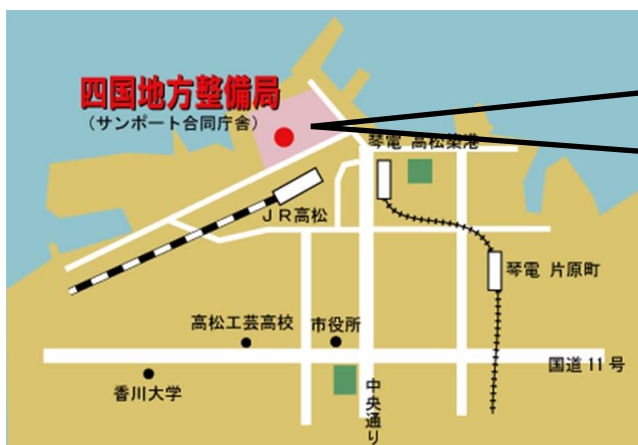 四国地方整備局
(サンポート合同庁舎)
琴電 高松築港
JR高松
琴電 片原町
高松工芸高校
市役所
国道11号
香川大学
中央通り